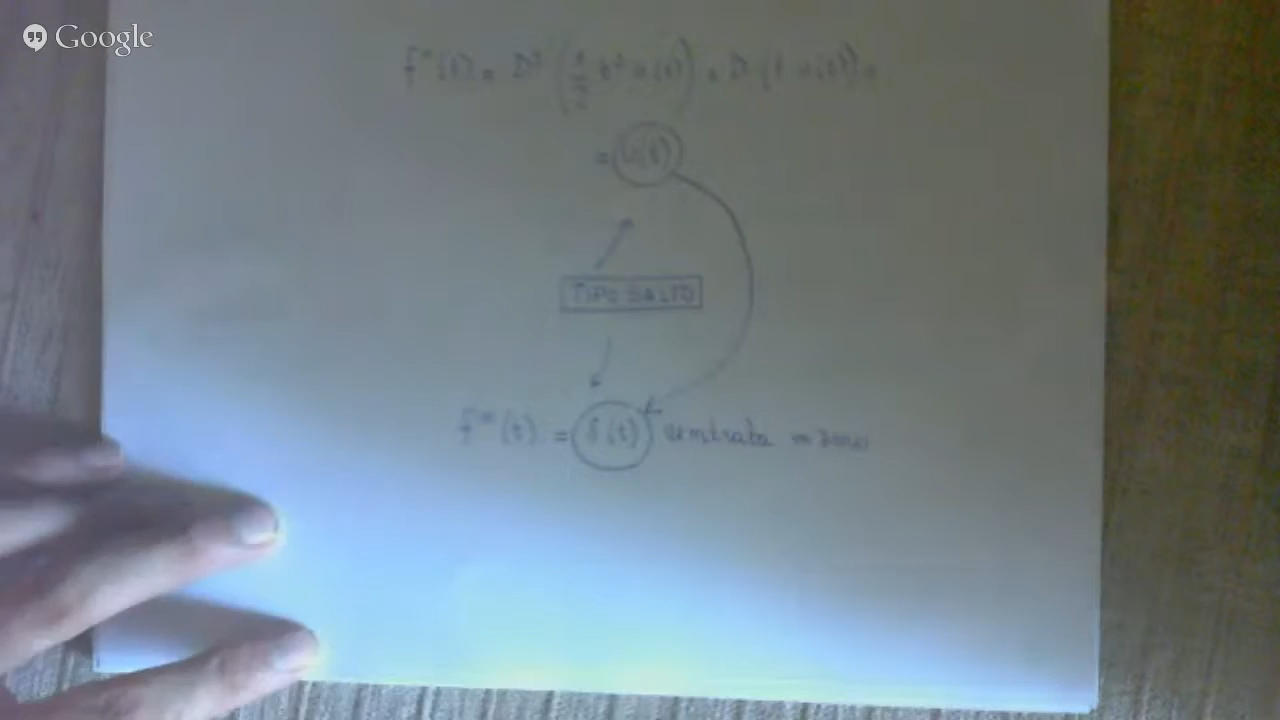 Google
f''(t) = D² (1/2 t² u(t)) = D (t u(t)) =
= u(t)
TIPO SALTO
f'''(t) = δ(t) centrata in zero